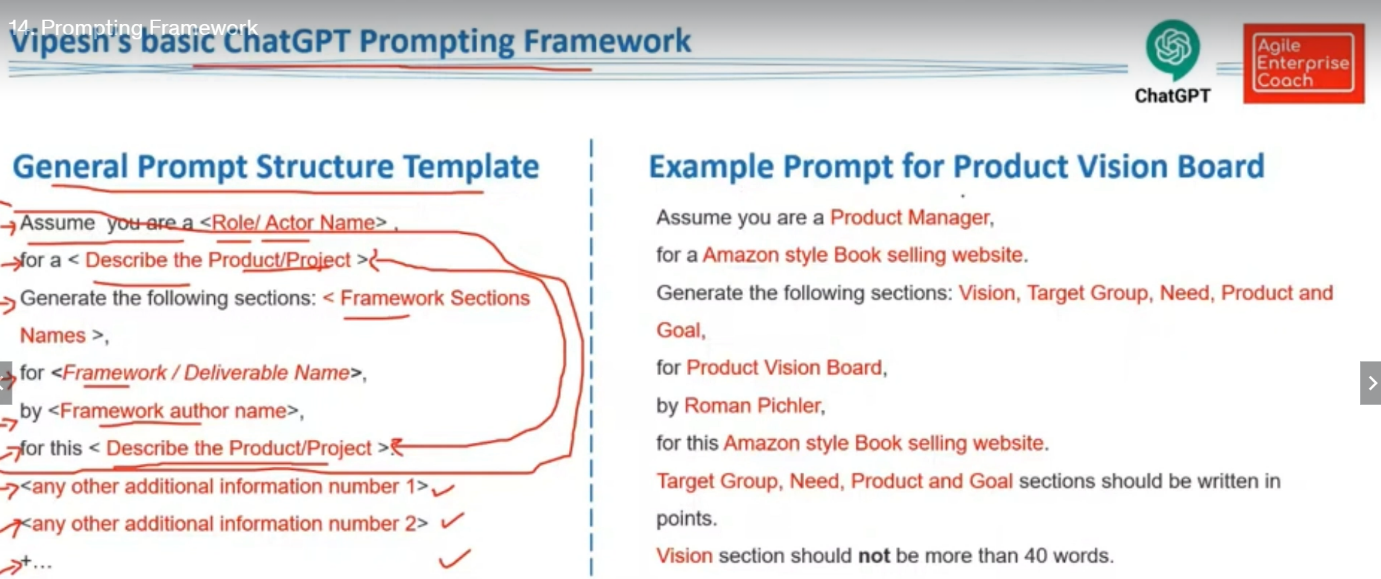 14. Prompting Framework
Vipesh's basic ChatGPT Prompting Framework
ChatGPT
Agile
Enterprise
Coach
General Prompt Structure Template
Assume you are a <Role/ Actor Name> ,
for a < Describe the Product/Project >
Generate the following sections: < Framework Sections
Names >,
for <Framework / Deliverable Name>,
by <Framework author name>,
for this < Describe the Product/Project >.
<any other additional information number 1>
<any other additional information number 2>
+...
Example Prompt for Product Vision Board
Assume you are a Product Manager,
for a Amazon style Book selling website.
Generate the following sections: Vision, Target Group, Need, Product and
Goal,
for Product Vision Board,
by Roman Pichler,
for this Amazon style Book selling website.
Target Group, Need, Product and Goal sections should be written in
points.
Vision section should not be more than 40 words.